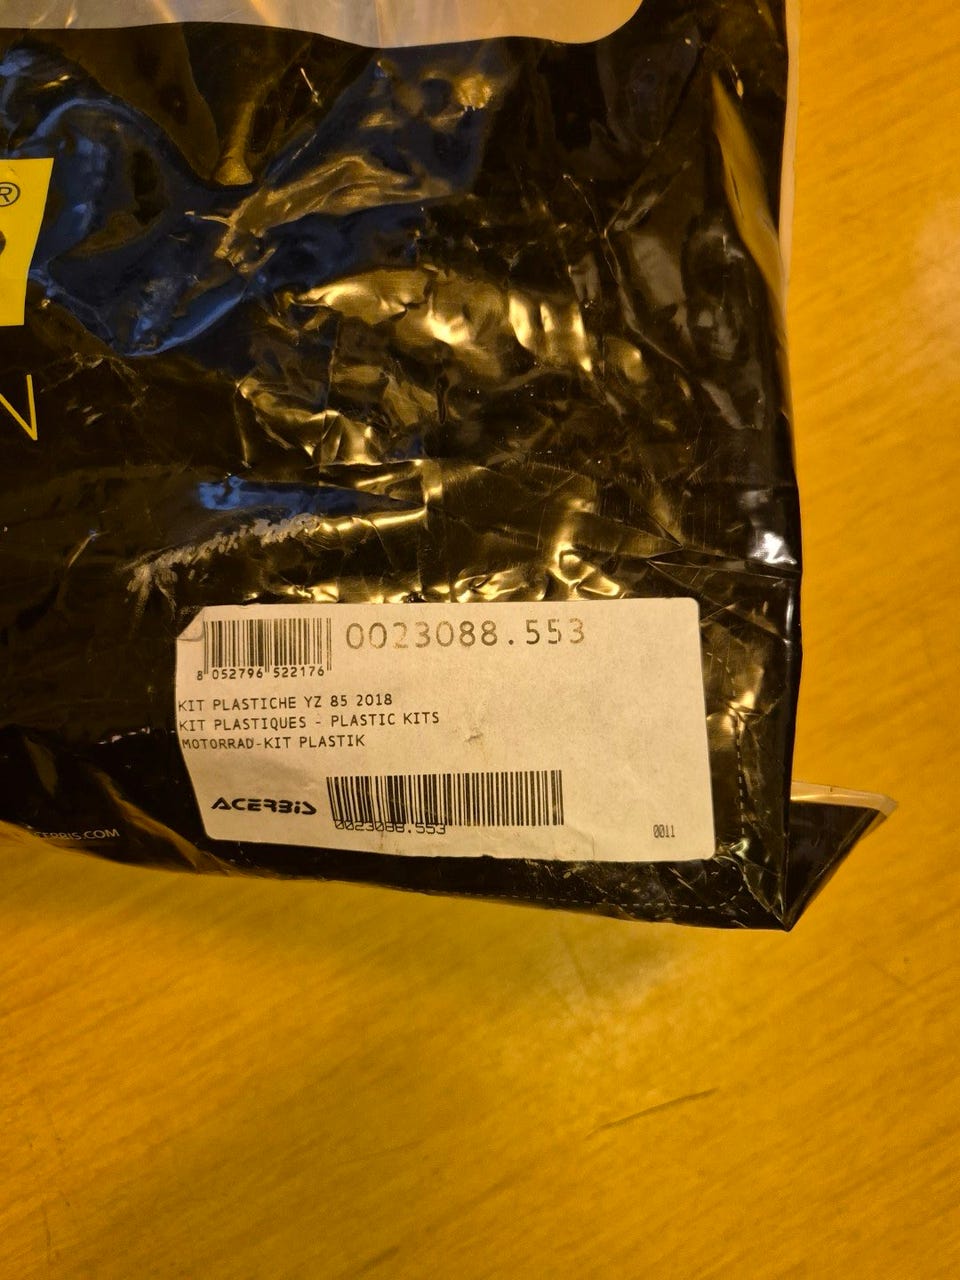 ®
0023088.553
8 052796 522176
KIT PLASTICHE YZ 85 2018
KIT PLASTIQUES - PLASTIC KITS
MOTORRAD-KIT PLASTIK
ACERBIS
0023088.553
0011